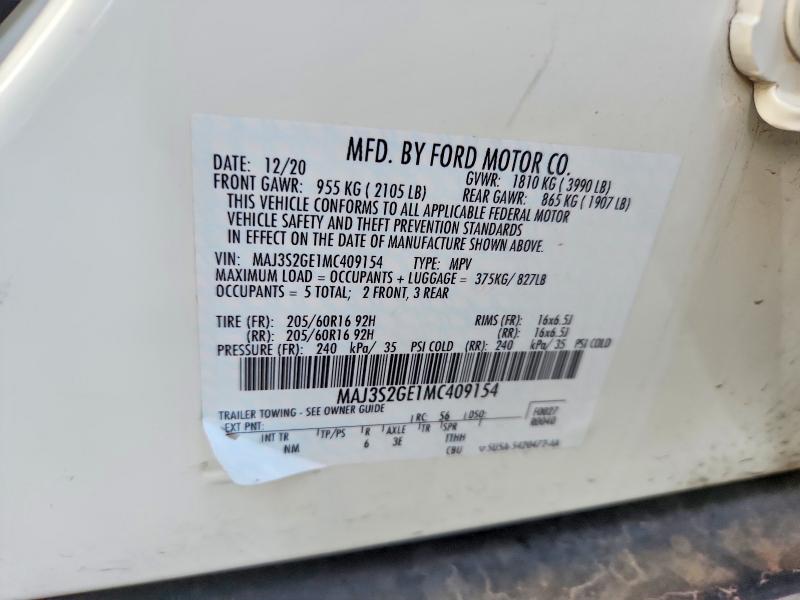 MFD. BY FORD MOTOR CO.
DATE: 12/20 GVWR: 1810 KG ( 3990 LB)
FRONT GAWR: 955 KG ( 2105 LB) REAR GAWR: 865 KG ( 1907 LB)
THIS VEHICLE CONFORMS TO ALL APPLICABLE FEDERAL MOTOR
VEHICLE SAFETY AND THEFT PREVENTION STANDARDS
IN EFFECT ON THE DATE OF MANUFACTURE SHOWN ABOVE.
VIN: MAJ3S2GE1MC409154 TYPE: MPV
MAXIMUM LOAD = OCCUPANTS + LUGGAGE = 375KG/ 827LB
OCCUPANTS = 5 TOTAL; 2 FRONT, 3 REAR
TIRE (FR): 205/60R16 92H RIMS (FR): 16x6.5J
(RR): 205/60R16 92H (RR): 16x6.5J
PRESSURE (FR): 240 kPa/ 35 PSI COLD (RR): 240 kPa/ 35 PSI COLD
MAJ3S2GE1MC409154
TRAILER TOWING - SEE OWNER GUIDE
EXT PNT: RC: 56 DSO: F0027
R0040
INT TR TP/PS R AXLE TR SPR
NM 6 3E
CBU